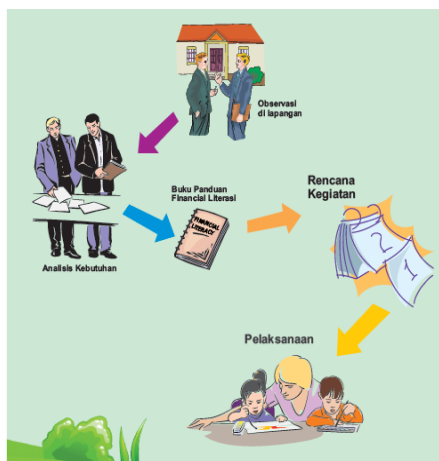 Observasi
di lapangan
Analisis Kebutuhan
Buku Panduan
Financial Literasi
FINANCIAL
LITERACY
Rencana
Kegiatan
2
1
Pelaksanaan